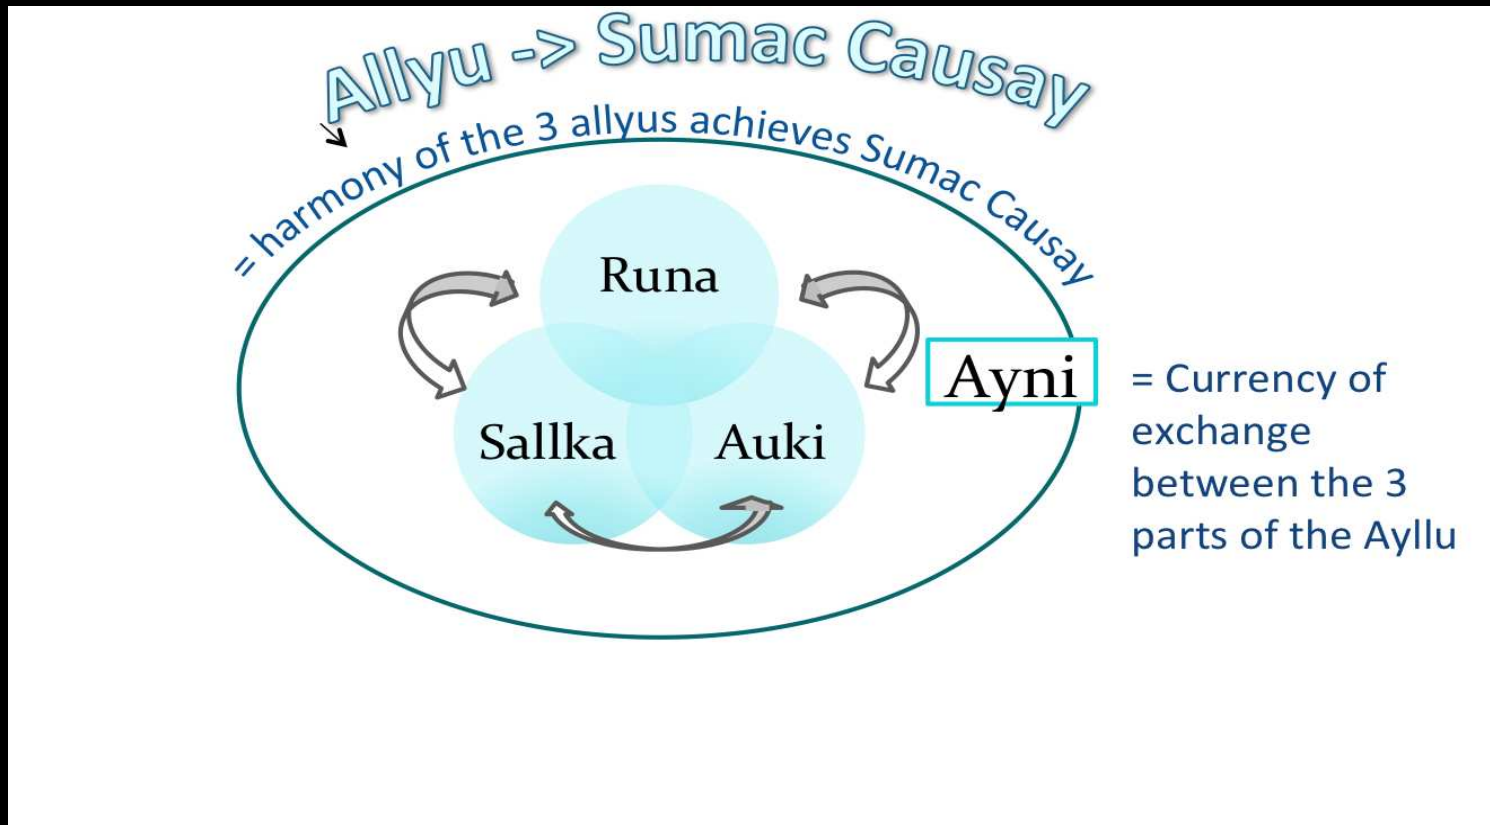 Allyu -> Sumac Causay
= harmony of the 3 allyus achieves Sumac Causay
Runa
Sallka
Auki
Ayni
= Currency of
exchange
between the 3
parts of the Ayllu